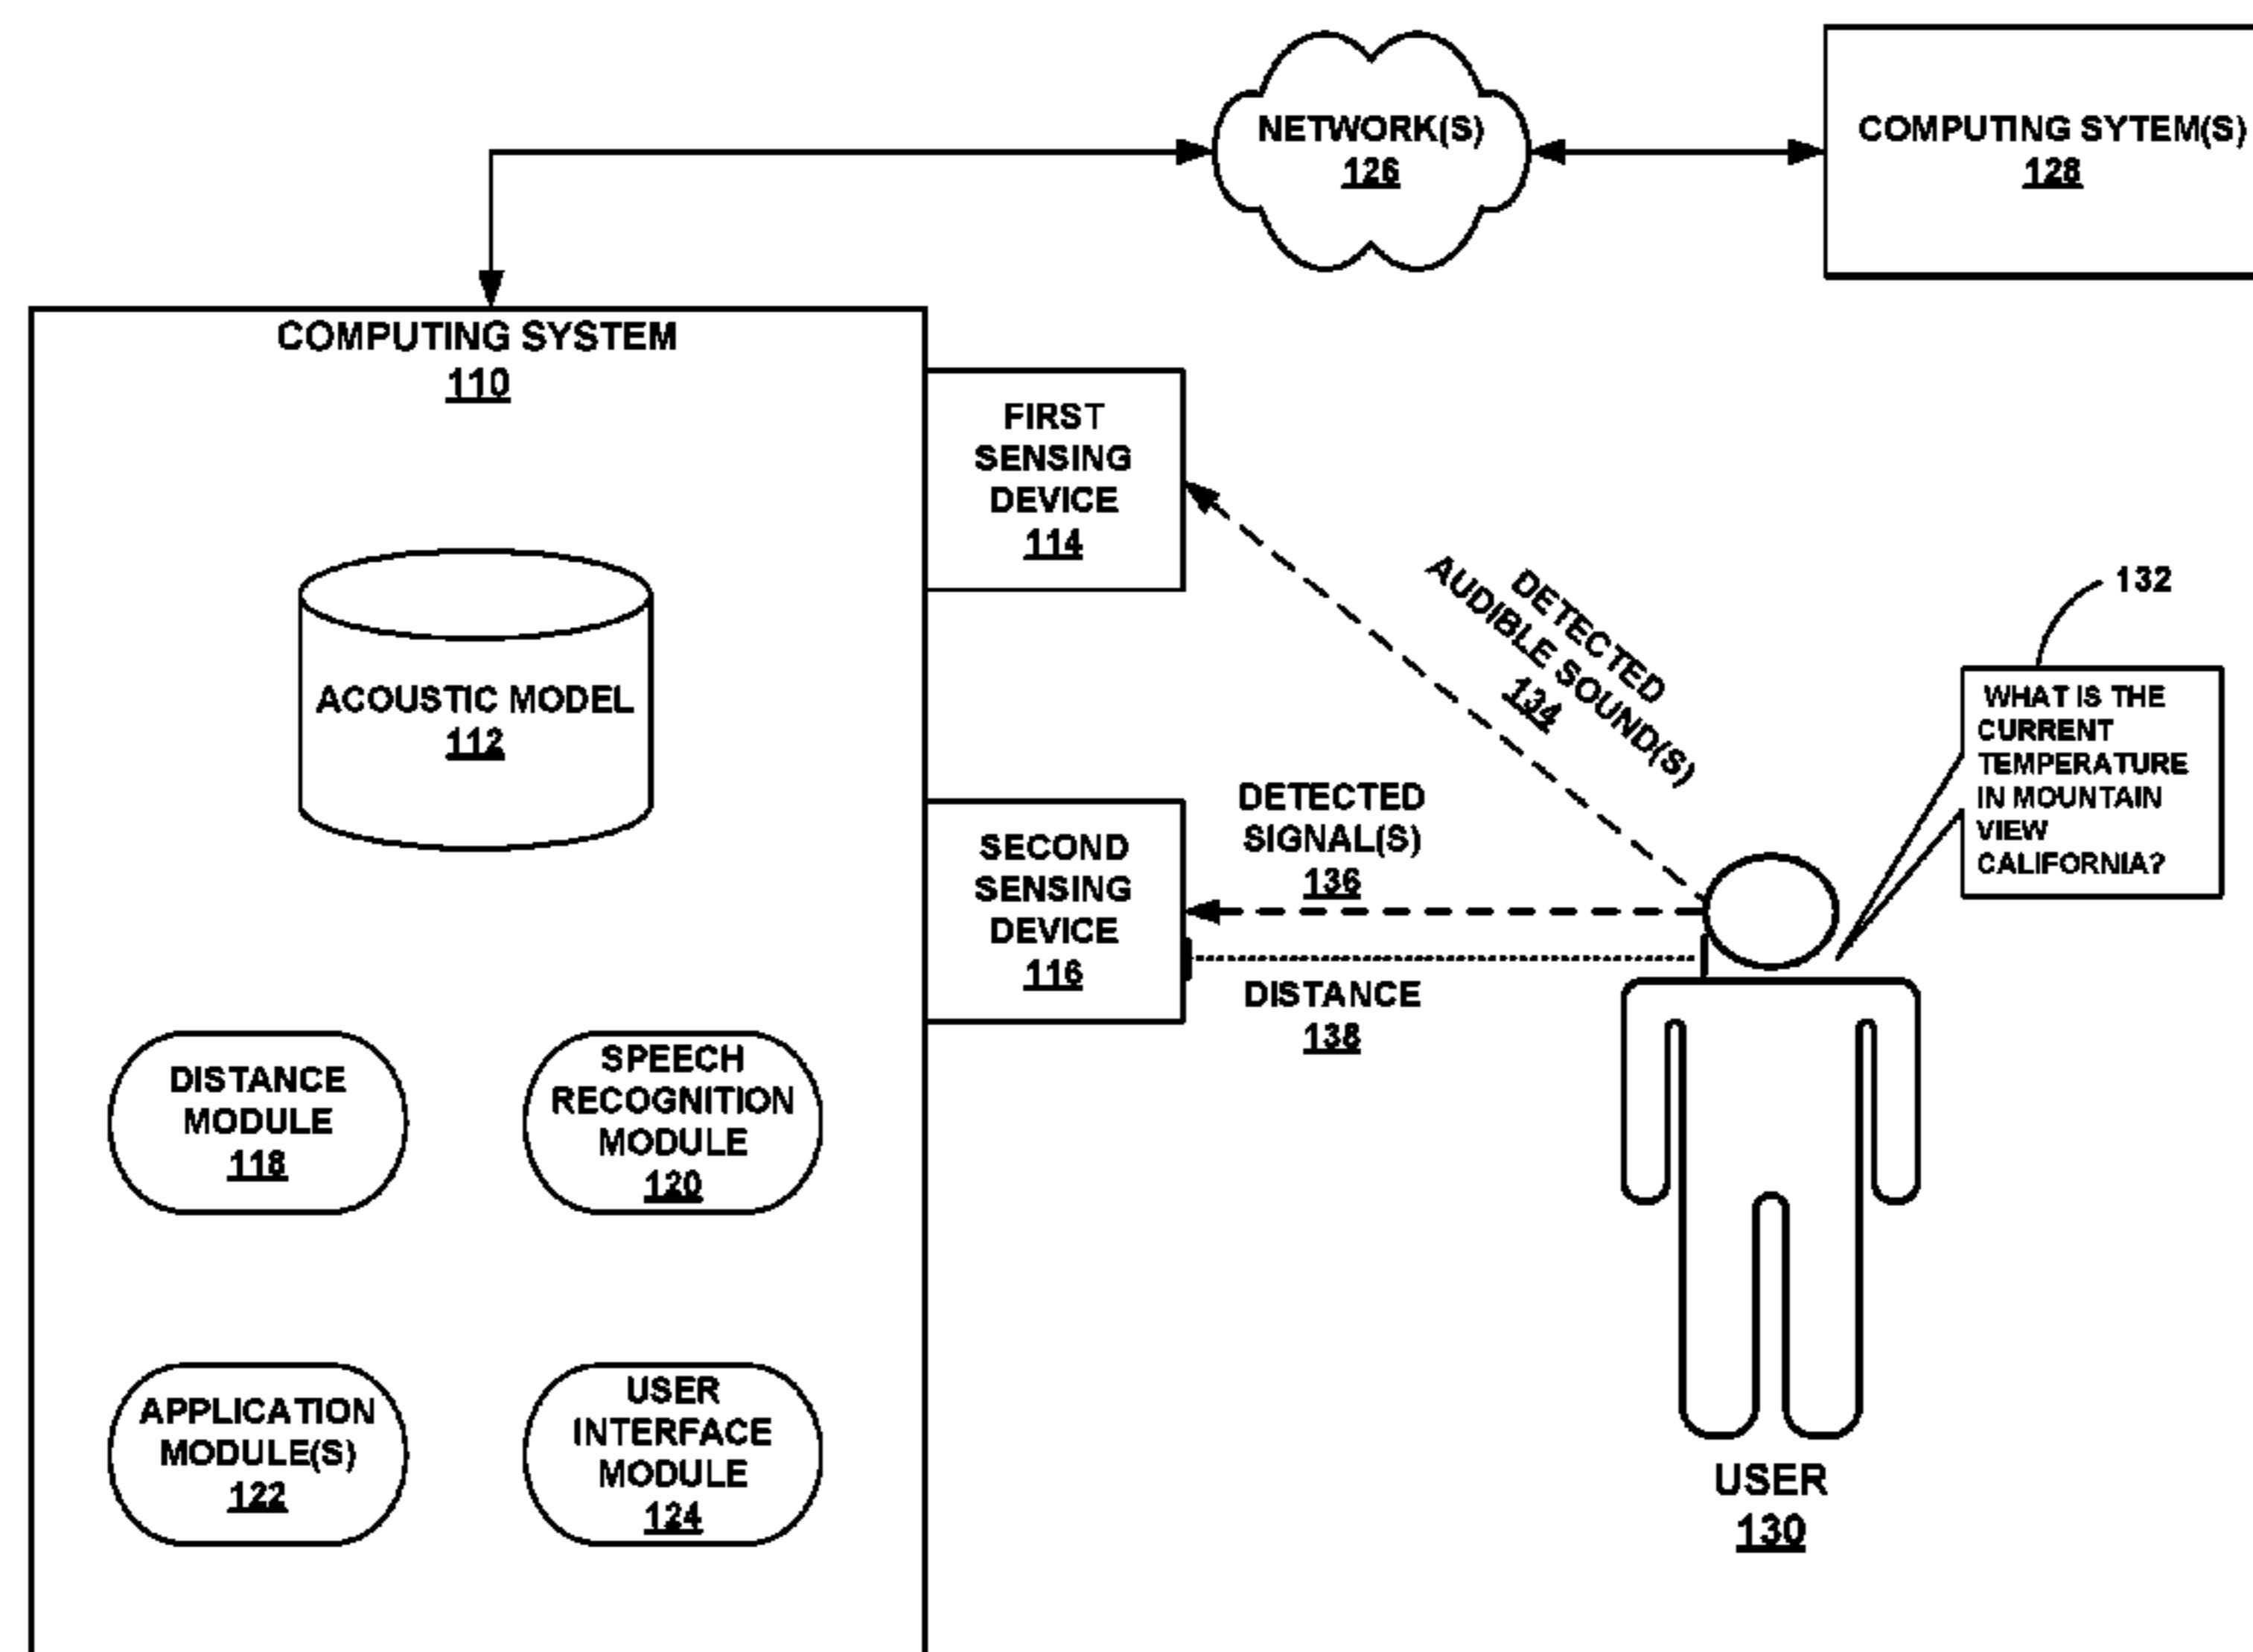 NETWORK(S)
126
COMPUTING SYTEM(S)
128
COMPUTING SYSTEM
110
FIRST
SENSING
DEVICE
114
ACOUSTIC MODEL
112
DETECTED
AUDIBLE SOUND(S)
134
132
WHAT IS THE
CURRENT
TEMPERATURE
IN MOUNTAIN
VIEW
CALIFORNIA?
SECOND
SENSING
DEVICE
116
DETECTED
SIGNAL(S)
136
DISTANCE
138
DISTANCE
MODULE
118
SPEECH
RECOGNITION
MODULE
120
APPLICATION
MODULE(S)
122
USER
INTERFACE
MODULE
124
USER
130